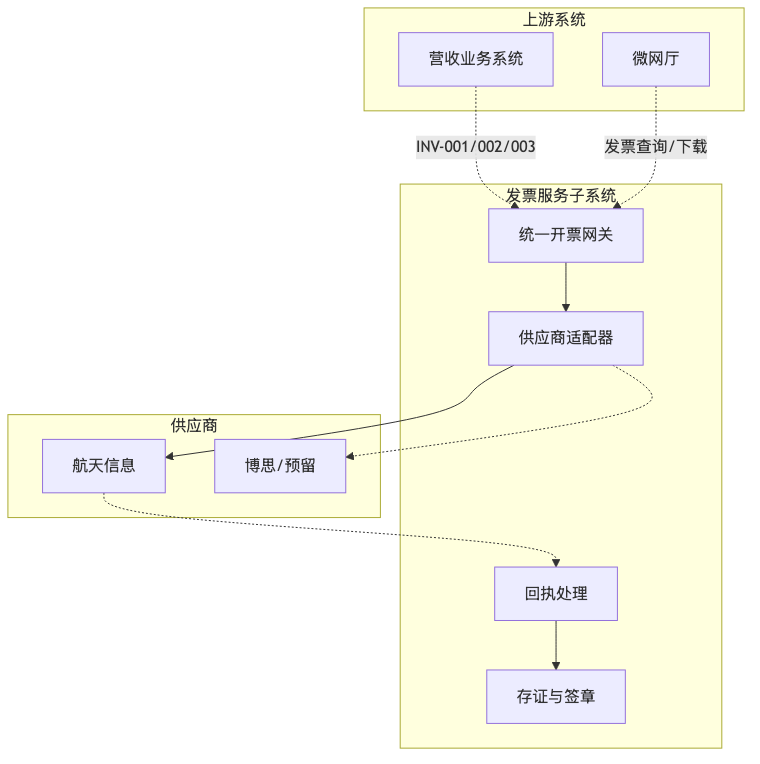 上游系统
营收业务系统
微网厅
INV-001/002/003
发票查询/下载
发票服务子系统
统一开票网关
供应商适配器
供应商
航天信息
博思/预留
回执处理
存证与签章